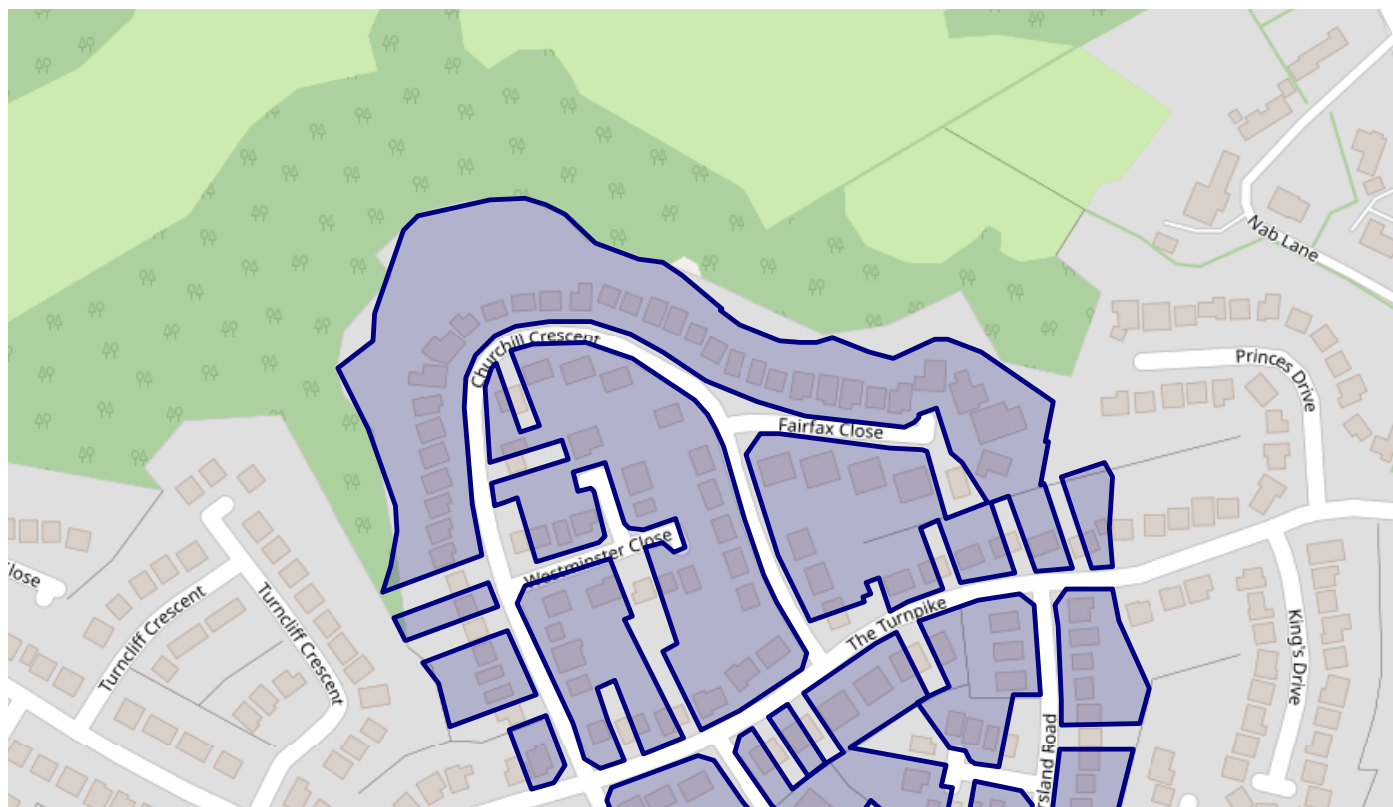 Nab Lane
Churchill Crescent
Princes Drive
Fairfax Close
Westminster Close
Close
Turncliff Crescent
Turncliff Crescent
The Turnpike
King's Drive
rsland Road